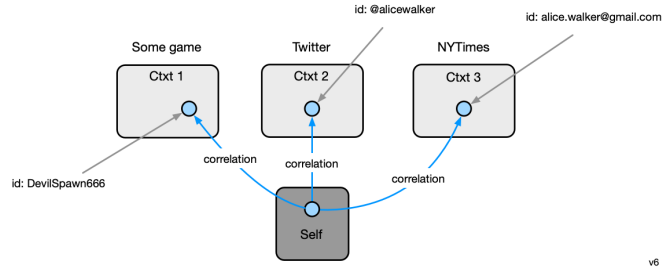 id: @alicewalker
id: alice.walker@gmail.com
Some game
Twitter
NYTimes
Ctxt 1
Ctxt 2
Ctxt 3
correlation
correlation
correlation
id: DevilSpawn666
Self
v6